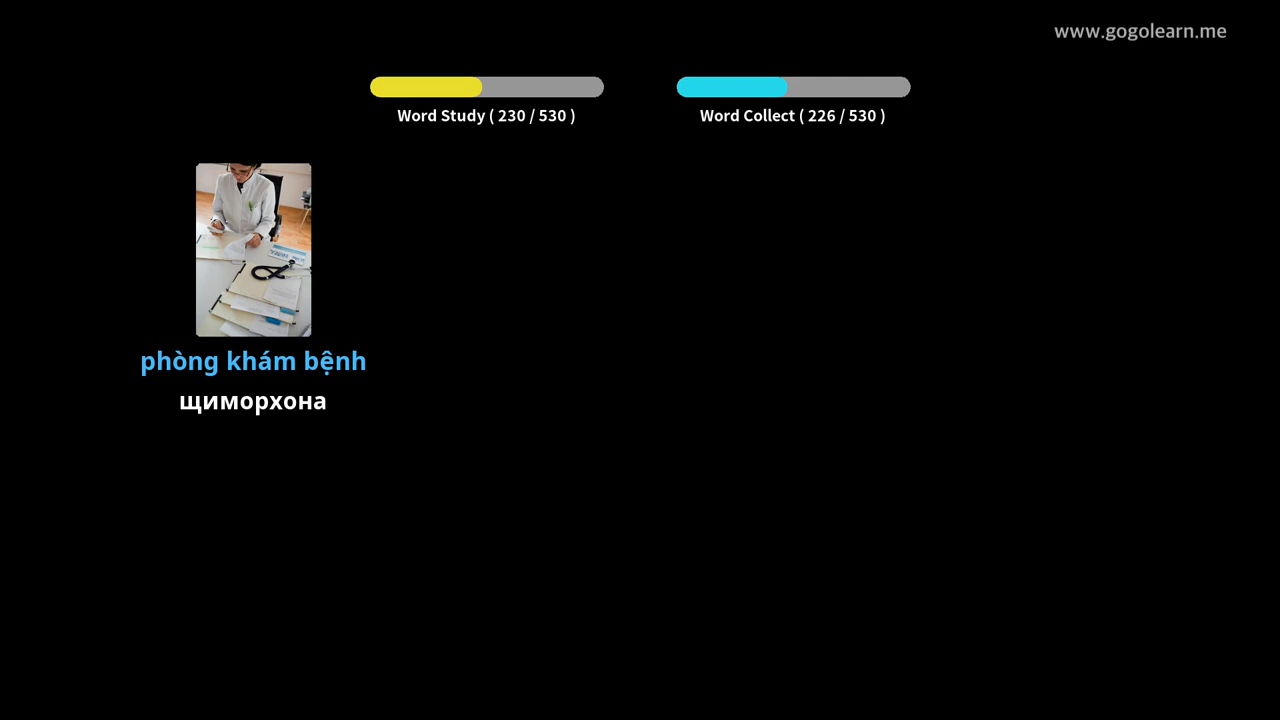 www.gogolearn.me
Word Study ( 230 / 530 )
Word Collect ( 226 / 530 )
phòng khám bệnh
щиморхона